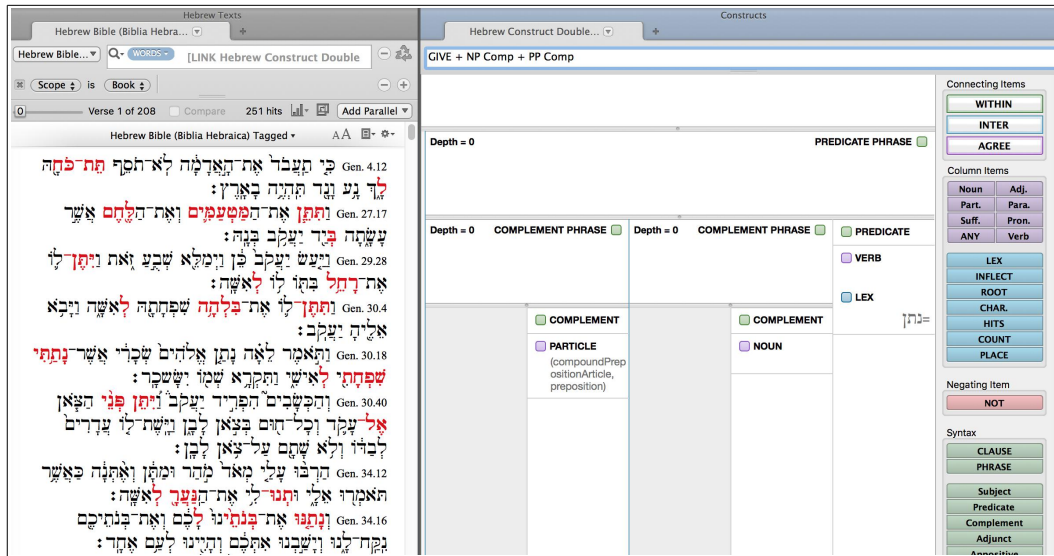 Hebrew Texts
Constructs
Hebrew Bible (Biblia Hebra...
+
Hebrew Construct Double...
+
Hebrew Bible...
WORDS
[LINK Hebrew Construct Double
GIVE + NP Comp + PP Comp
Scope is Book
0 Verse 1 of 208 Compare 251 hits Add Parallel
Hebrew Bible (Biblia Hebraica) Tagged AA
Gen. 4.12 כִּ֤י תַֽעֲבֹד֙ אֶת־הָ֣אֲדָמָ֔ה לֹֽא־תֹסֵ֥ף תֵּת־כֹּחָ֖הּ
לָ֑ךְ נָ֥ע וָנָ֖ד תִּֽהְיֶ֥ה בָאָֽרֶץ׃
Gen. 27.17 וַתִּתֵּ֧ן אֶת־הַמַּטְעַמִּ֛ים וְאֶת־הַלֶּ֖חֶם אֲשֶׁ֣ר
עָשָׂ֑תָה בְּיַ֖ד יַעֲקֹ֥ב בְּנָֽהּ׃
Gen. 29.28 וַיַּ֤עַשׂ יַעֲקֹב֙ כֵּ֔ן וַיְמַלֵּ֖א שְׁבֻ֣עַ זֹ֑את וַיִּתֶּן־ל֛וֹ
אֶת־רָחֵ֥ל בִּתּ֖וֹ ל֥וֹ לְאִשָּֽׁה׃
Gen. 30.4 וַתִּתֶּן־ל֛וֹ אֶת־בִּלְהָ֥ה שִׁפְחָתָ֖הּ לְאִשָּׁ֑ה וַיָּבֹ֥א
אֵלֶ֖יהָ יַעֲקֹֽב׃
Gen. 30.18 וַתֹּ֣אמֶר לֵאָ֗ה נָתַ֤ן אֱלֹהִים֙ שְׂכָרִ֔י אֲשֶׁר־נָתַ֥תִּי
שִׁפְחָתִ֖י לְאִישִׁ֑י וַתִּקְרָ֥א שְׁמ֖וֹ יִשָּׂשכָֽר׃
Gen. 30.40 וְהַכְּשָׂבִים֮ הִפְרִ֣יד יַעֲקֹב֒ וַ֠יִּתֵּן פְּנֵ֨י הַצֹּ֧אן
אֶל־עָקֹ֛ד וְכָל־ח֖וּם בְּצֹ֣אן לָבָ֑ן וַיָּֽשֶׁת־ל֤וֹ עֲדָרִים֙
לְבַדּ֔וֹ וְלֹ֥א שָׁתָ֖ם עַל־צֹ֥אן לָבָֽן׃
Gen. 34.12 הַרְבּ֨וּ עָלַ֤י מְאֹד֙ מֹ֣הַר וּמַתָּ֔ן וְאֶ֨תְּנָ֔ה כַּאֲשֶׁ֥ר
תֹּאמְר֖וּ אֵלָ֑י וּתְנוּ־לִ֥י אֶת־הַֽנַּעֲרָ֖ לְאִשָּֽׁה׃
Gen. 34.16 וְנָתַ֤נּוּ אֶת־בְּנֹתֵ֙ינוּ֙ לָכֶ֔ם וְאֶת־בְּנֹתֵיכֶ֖ם
נִֽקַּֽח־לָ֑נוּ וְיָשַׁ֣בְנוּ אִתְּכֶ֔ם וְהָיִ֖ינוּ לְעַ֥ם אֶחָֽד׃
Depth = 0 PREDICATE PHRASE
Depth = 0 COMPLEMENT PHRASE
Depth = 0 COMPLEMENT PHRASE
PREDICATE
VERB
LEX
=נתן
COMPLEMENT
PARTICLE
(compoundPrep
ositionArticle,
preposition)
COMPLEMENT
NOUN
Connecting Items
WITHIN
INTER
AGREE
Column Items
Noun Adj.
Part. Para.
Suff. Pron.
ANY Verb
LEX
INFLECT
ROOT
CHAR.
HITS
COUNT
PLACE
Negating Item
NOT
Syntax
CLAUSE
PHRASE
Subject
Predicate
Complement
Adjunct
Appositive